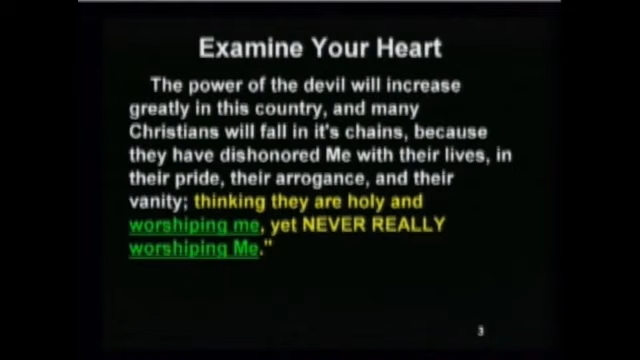 Examine Your Heart
The power of the devil will increase
greatly in this country, and many
Christians will fall in it's chains, because
they have dishonored Me with their lives, in
their pride, their arrogance, and their
vanity; thinking they are holy and
worshiping me, yet NEVER REALLY
worshiping Me."
3